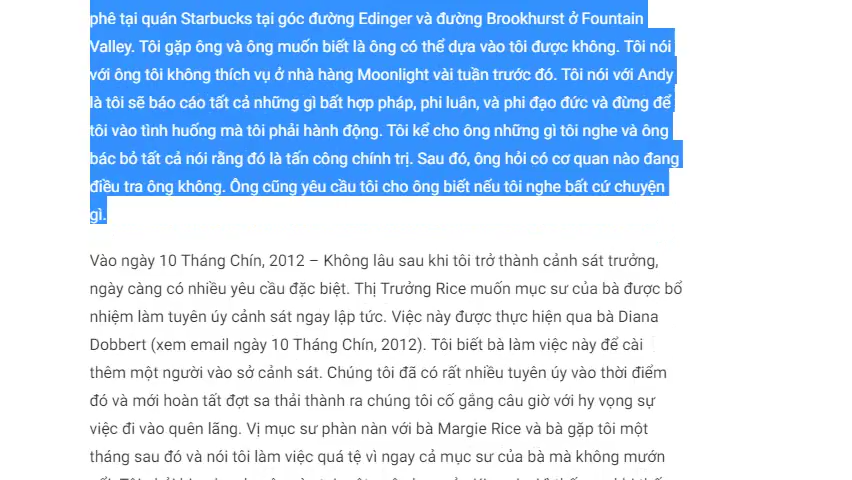 phê tại quán Starbucks tại góc đường Edinger và đường Brookhurst ở Fountain
Valley. Tôi gặp ông và ông muốn biết là ông có thể dựa vào tôi được không. Tôi nói
với ông tôi không thích vụ ở nhà hàng Moonlight vài tuần trước đó. Tôi nói với Andy
là tôi sẽ báo cáo tất cả những gì bất hợp pháp, phi luân, và phi đạo đức và đừng để
tôi vào tình huống mà tôi phải hành động. Tôi kể cho ông những gì tôi nghe và ông
bác bỏ tất cả nói rằng đó là tấn công chính trị. Sau đó, ông hỏi có cơ quan nào đang
điều tra ông không. Ông cũng yêu cầu tôi cho ông biết nếu tôi nghe bất cứ chuyện
gì.
Vào ngày 10 Tháng Chín, 2012 – Không lâu sau khi tôi trở thành cảnh sát trưởng,
ngày càng có nhiều yêu cầu đặc biệt. Thị Trưởng Rice muốn mục sư của bà được bổ
nhiệm làm tuyên úy cảnh sát ngay lập tức. Việc này được thực hiện qua bà Diana
Dobbert (xem email ngày 10 Tháng Chín, 2012). Tôi biết bà làm việc này để cài
thêm một người vào sở cảnh sát. Chúng tôi đã có rất nhiều tuyên úy vào thời điểm
đó và mới hoàn tất đợt sa thải thành ra chúng tôi cố gắng câu giờ với hy vọng sự
việc đi vào quên lãng. Vị mục sư phàn nàn với bà Margie Rice và bà gặp tôi một
tháng sau đó và nói tôi làm việc quá tệ vì ngay cả mục sư của bà mà không mướn